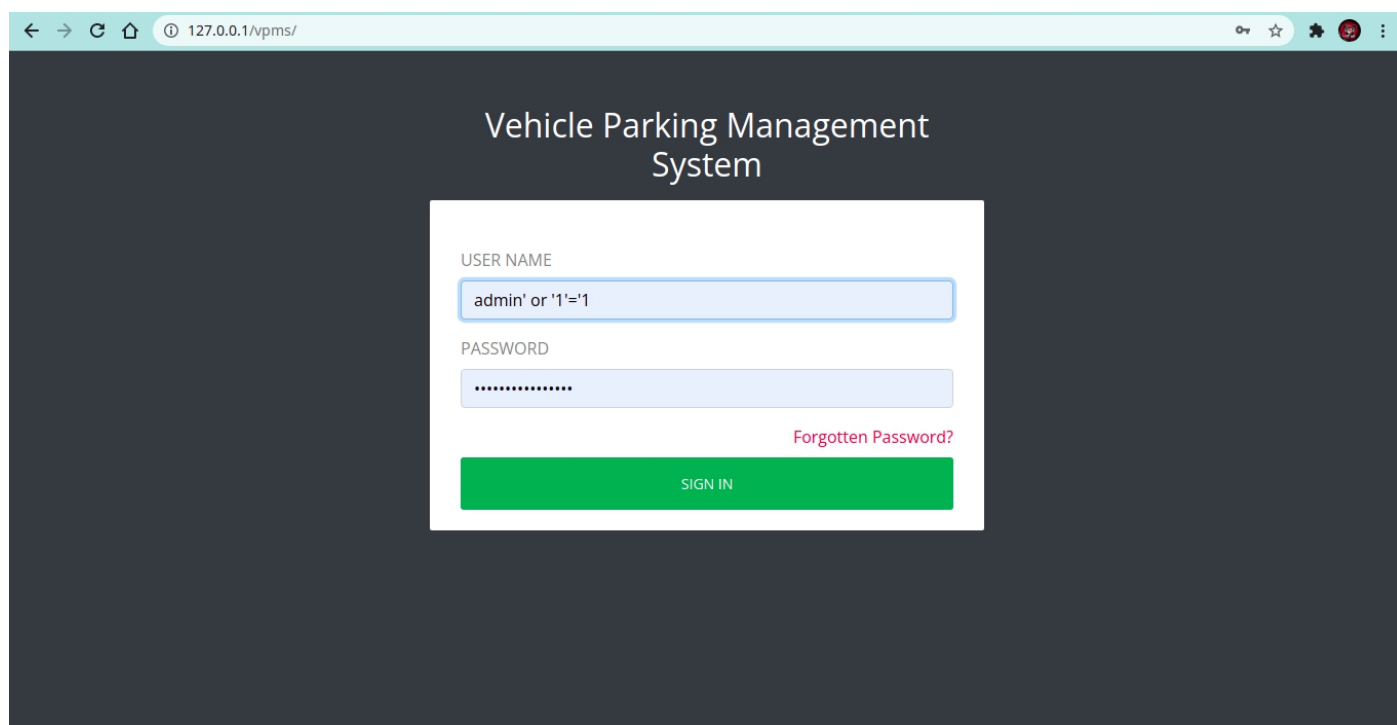 127.0.0.1/vpms/
Vehicle Parking Management
System
USER NAME
admin' or '1'='1
PASSWORD
••••••••••••••••
Forgotten Password?
SIGN IN